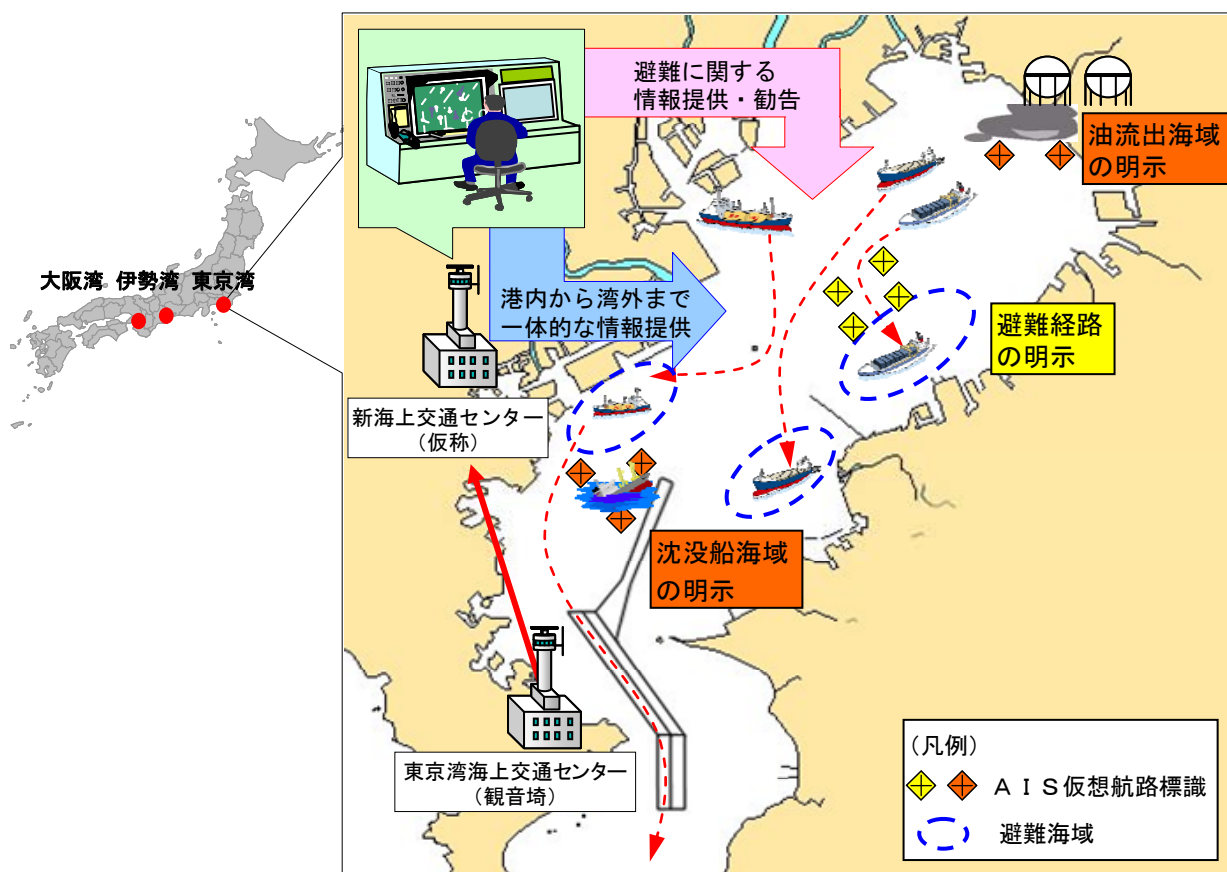 大阪湾 伊勢湾 東京湾
避難に関する
情報提供・勧告
油流出海域
の明示
港内から湾外まで
一体的な情報提供
避難経路
の明示
新海上交通センター
（仮称）
沈没船海域
の明示
東京湾海上交通センター
（観音埼）
（凡例）
ＡＩＳ仮想航路標識
避難海域